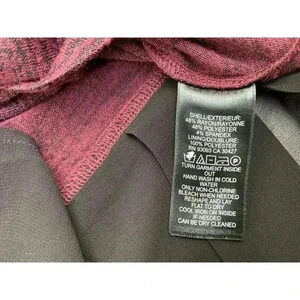 SHELL/EXTERIEUR:
48% RAYON/RAYONNE
48% POLYESTER
4% SPANDEX
LINING/DOUBLURE:
100% POLYESTER
RN 93093 CA 30427
P
TURN GARMENT INSIDE
OUT
HAND WASH IN COLD
WATER
ONLY NON-CHLORINE
BLEACH WHEN NEEDED
RESHAPE AND LAY
FLAT TO DRY
COOL IRON IF NEEDED
CAN BE DRY CLEANED